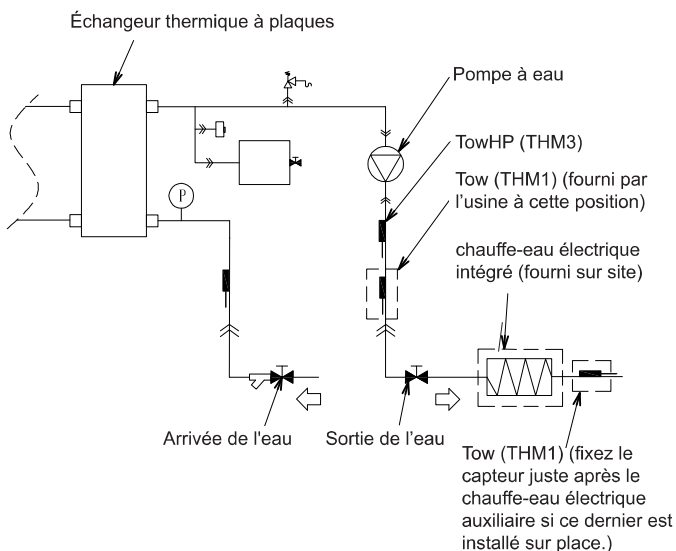 Échangeur thermique à plaques
Pompe à eau
TowHP (THM3)
Tow (THM1) (fourni par
l'usine à cette position)
chauffe-eau électrique
intégré (fourni sur site)
P
Arrivée de l'eau
Sortie de l'eau
Tow (THM1) (fixez le
capteur juste après le
chauffe-eau électrique
auxiliaire si ce dernier est
installé sur place.)